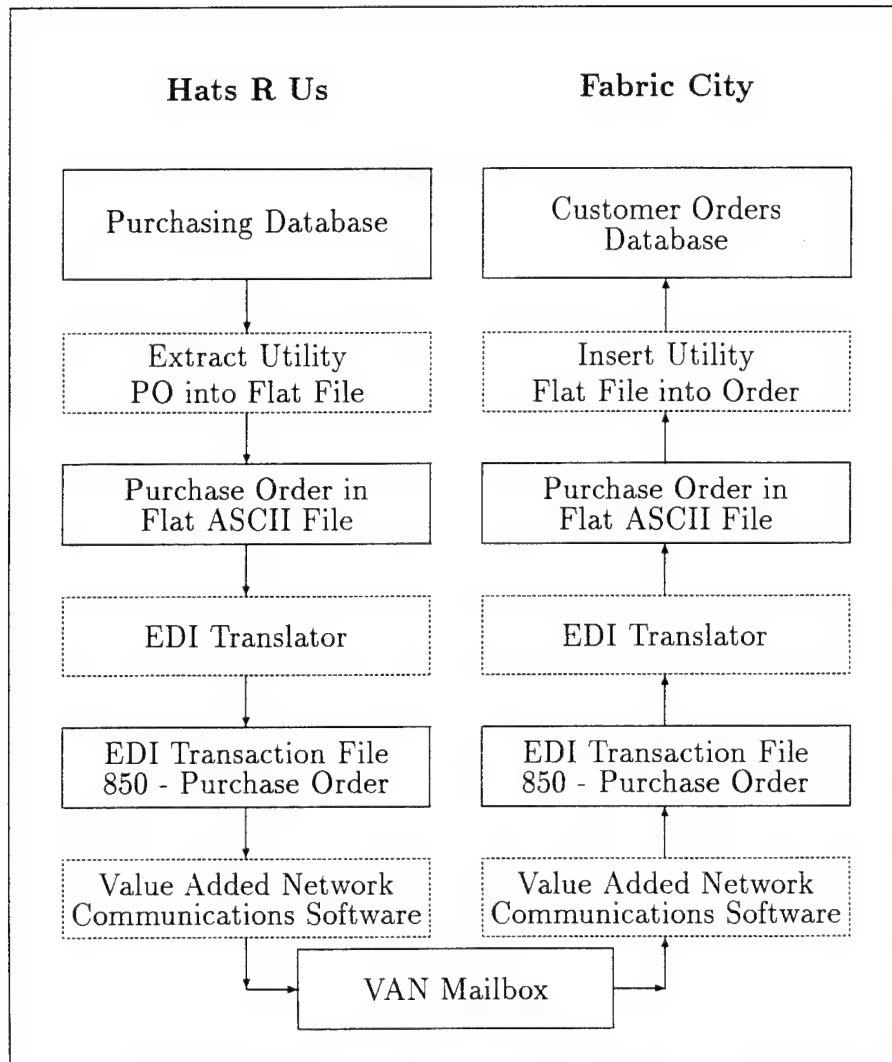 Hats R Us
Purchasing Database
Extract Utility
PO into Flat File
Purchase Order in
Flat ASCII File
EDI Translator
EDI Transaction File
850 - Purchase Order
Value Added Network
Communications Software
Fabric City
Customer Orders
Database
Insert Utility
Flat File into Order
Purchase Order in
Flat ASCII File
EDI Translator
EDI Transaction File
850 - Purchase Order
Value Added Network
Communications Software
VAN Mailbox